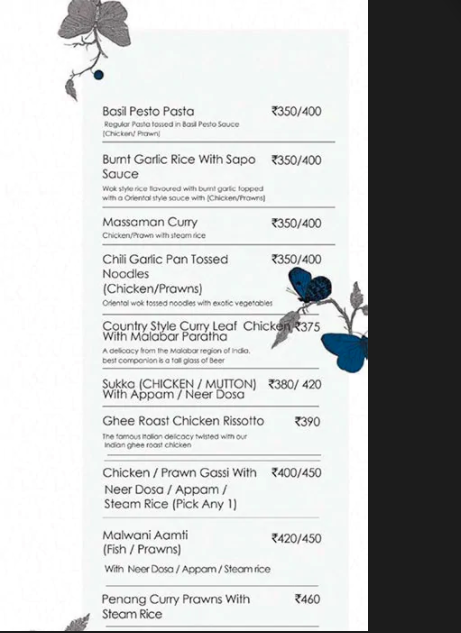 Basil Pesto Pasta ₹350/400
Regular Pasta tossed in Basil Pesto Sauce
(Chicken/ Prawn)
Burnt Garlic Rice With Sapo ₹350/400
Sauce
Wok style rice flavoured with burnt garlic topped
with a Oriental style sauce with (Chicken/Prawns)
Massaman Curry ₹350/400
Chicken/Prawn with steam rice
Chili Garlic Pan Tossed ₹350/400
Noodles
(Chicken/Prawns)
Oriental wok tossed noodles with exotic vegetables
Country Style Curry Leaf Chicken ₹375
With Malabar Paratha
A delicacy from the Malabar region of India,
best companion is a tall glass of Beer
Sukka (CHICKEN / MUTTON) ₹380/ 420
With Appam / Neer Dosa
Ghee Roast Chicken Rissotto ₹390
The famous Italian delicacy twisted with our
Indian ghee roast chicken
Chicken / Prawn Gassi With ₹400/450
Neer Dosa / Appam /
Steam Rice (Pick Any 1)
Malwani Aamti ₹420/450
(Fish / Prawns)
With Neer Dosa / Appam / Steam rice
Penang Curry Prawns With ₹460
Steam Rice